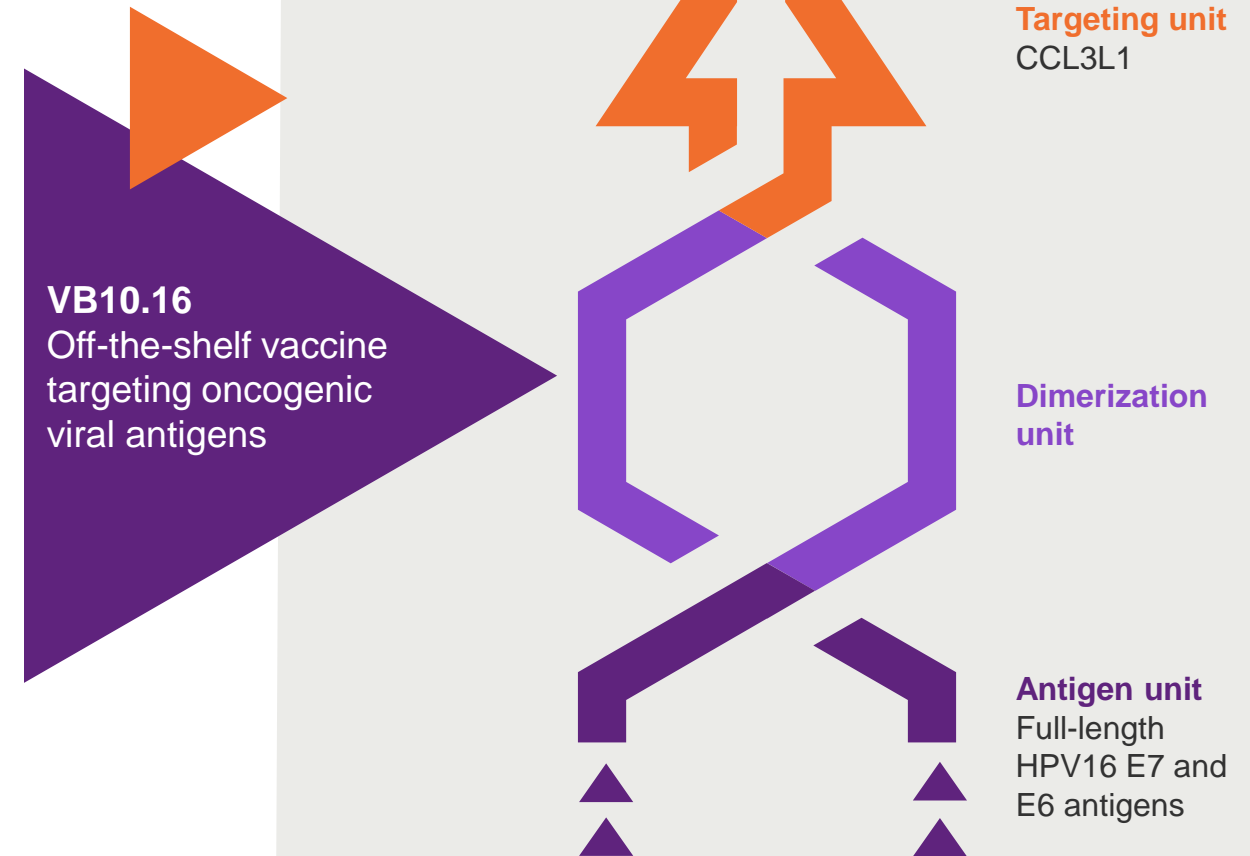 VB10.16
Off-the-shelf vaccine
targeting oncogenic
viral antigens
Targeting unit
CCL3L1
Dimerization
unit
Antigen unit
Full-length
HPV16 E7 and
E6 antigens